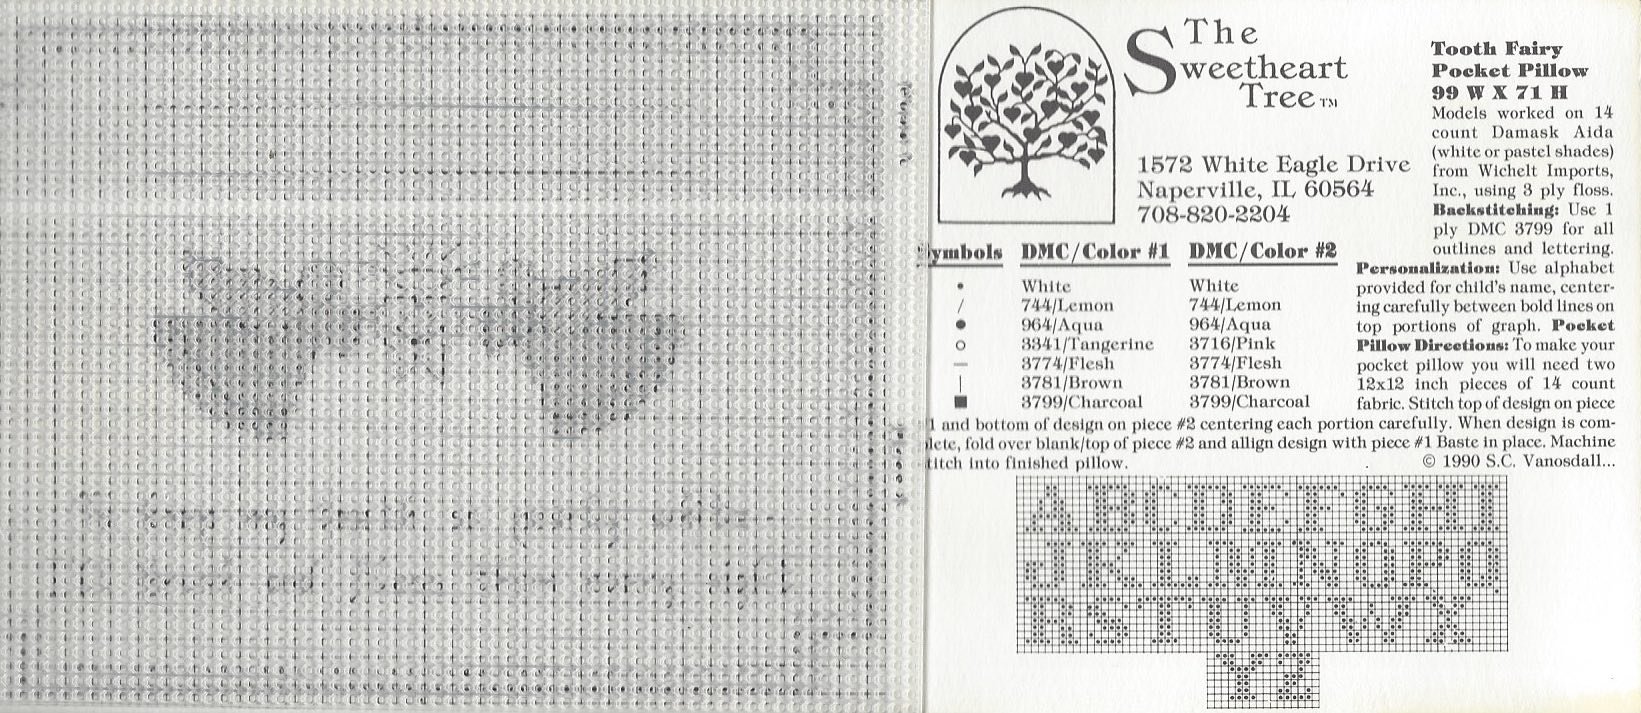 The
Sweetheart
Tree™
1572 White Eagle Drive
Naperville, IL 60564
708-820-2204
Tooth Fairy
Pocket Pillow
99 W X 71 H
Models worked on 14
count Damask Aida
(white or pastel shades)
from Wichelt Imports,
Inc., using 3 ply floss.
Backstitching: Use 1
ply DMC 3799 for all
outlines and lettering.
Personalization: Use alphabet
provided for child's name, center-
ing carefully between bold lines on
top portions of graph. Pocket
Pillow Directions: To make your
pocket pillow you will need two
12x12 inch pieces of 14 count
fabric. Stitch top of design on piece
1 and bottom of design on piece #2 centering each portion carefully. When design is com-
lete, fold over blank/top of piece #2 and allign design with piece #1 Baste in place. Machine
titch into finished pillow.
© 1990 S.C. Vanosdall...
ymbols DMC/Color #1 DMC/Color #2
• White White
/ 744/Lemon 744/Lemon
● 964/Aqua 964/Aqua
○ 3341/Tangerine 3716/Pink
— 3774/Flesh 3774/Flesh
| 3781/Brown 3781/Brown
■ 3799/Charcoal 3799/Charcoal
ABCDEFGHI
JKLMNOPQ
RSTUVWX
YZ